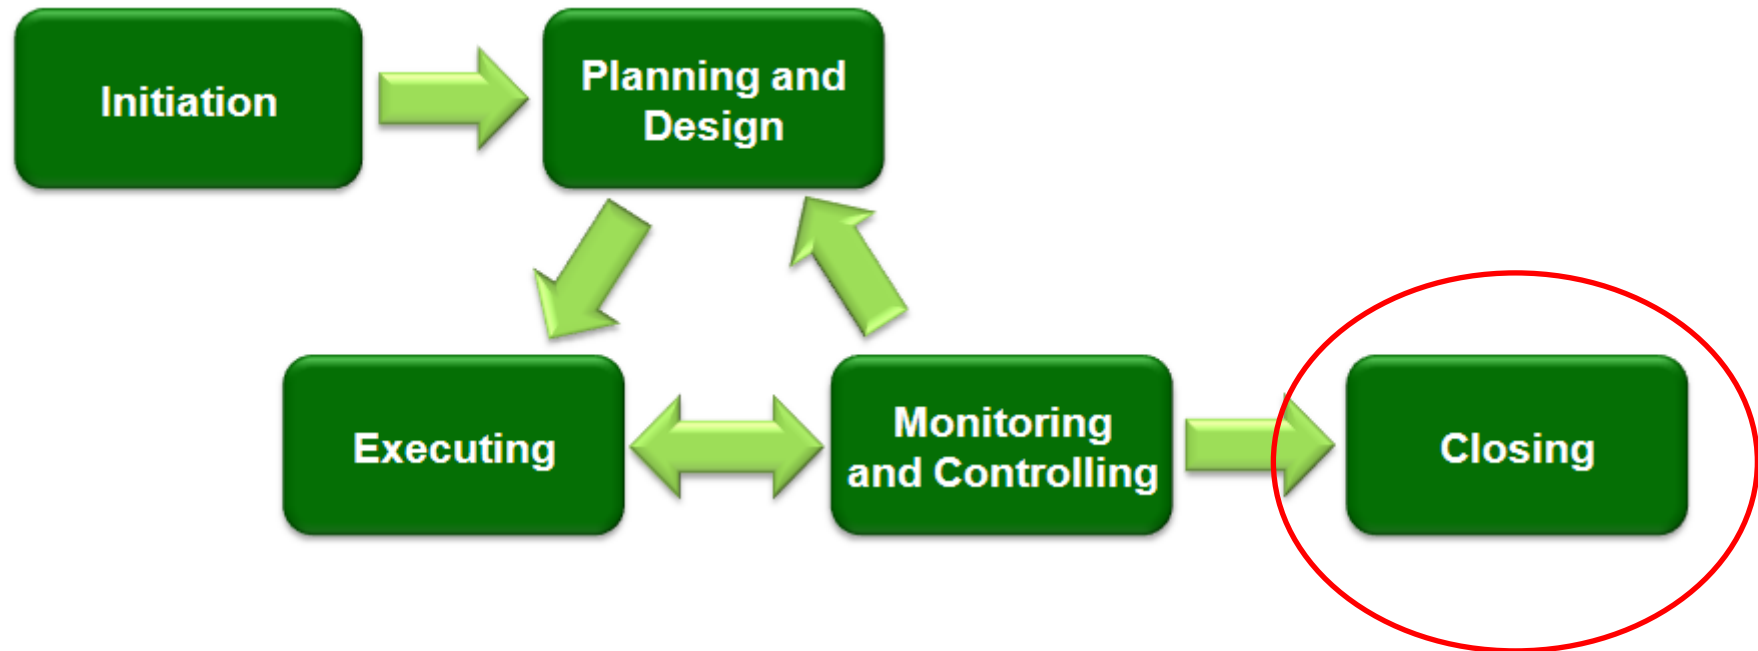 Initiation
Planning and
Design
Executing
Monitoring
and Controlling
Closing